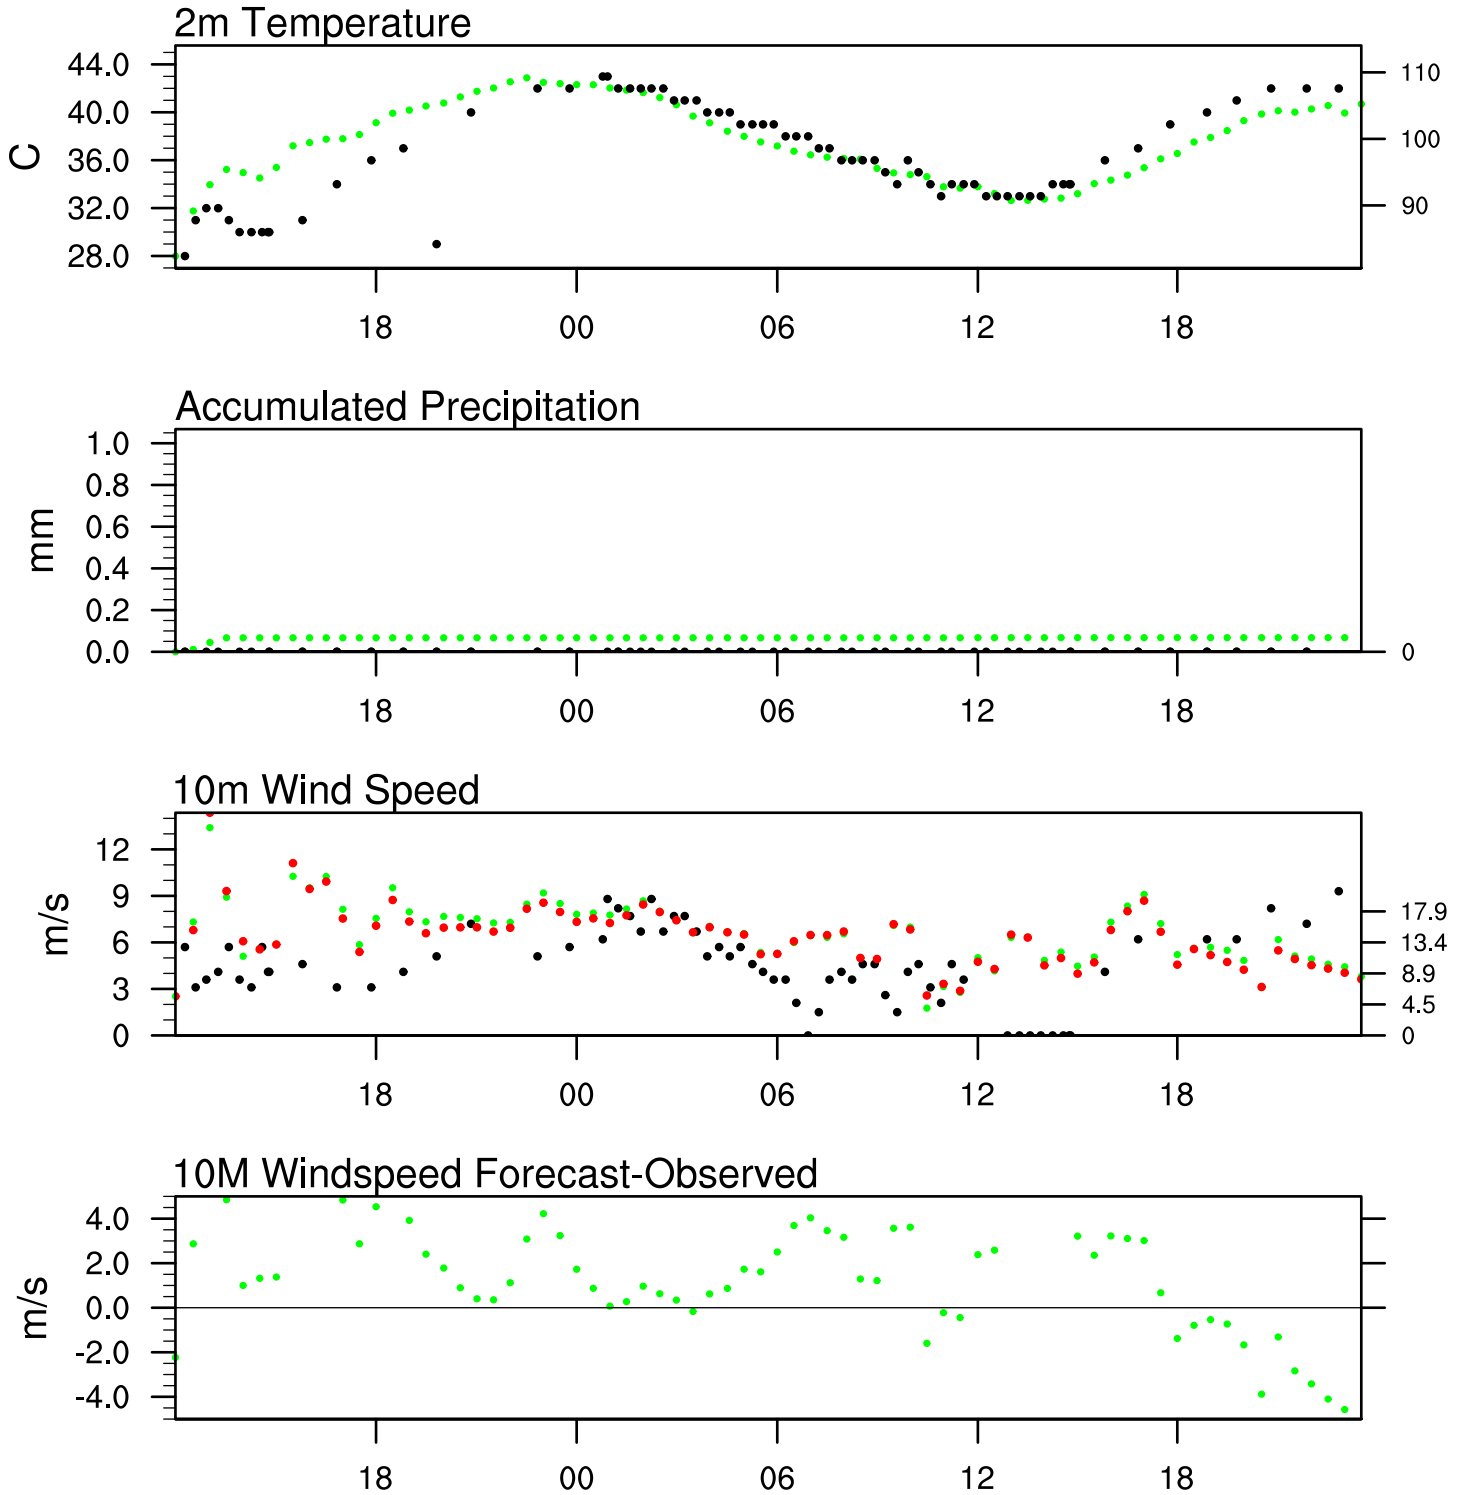 2m Temperature
44.0
40.0
36.0
32.0
28.0
C
110
100
90
18 00 06 12 18
Accumulated Precipitation
1.0
0.8
0.6
0.4
0.2
0.0
mm
0
18 00 06 12 18
10m Wind Speed
12
9
6
3
0
m/s
17.9
13.4
8.9
4.5
0
18 00 06 12 18
10M Windspeed Forecast-Observed
4.0
2.0
0.0
-2.0
-4.0
m/s
18 00 06 12 18